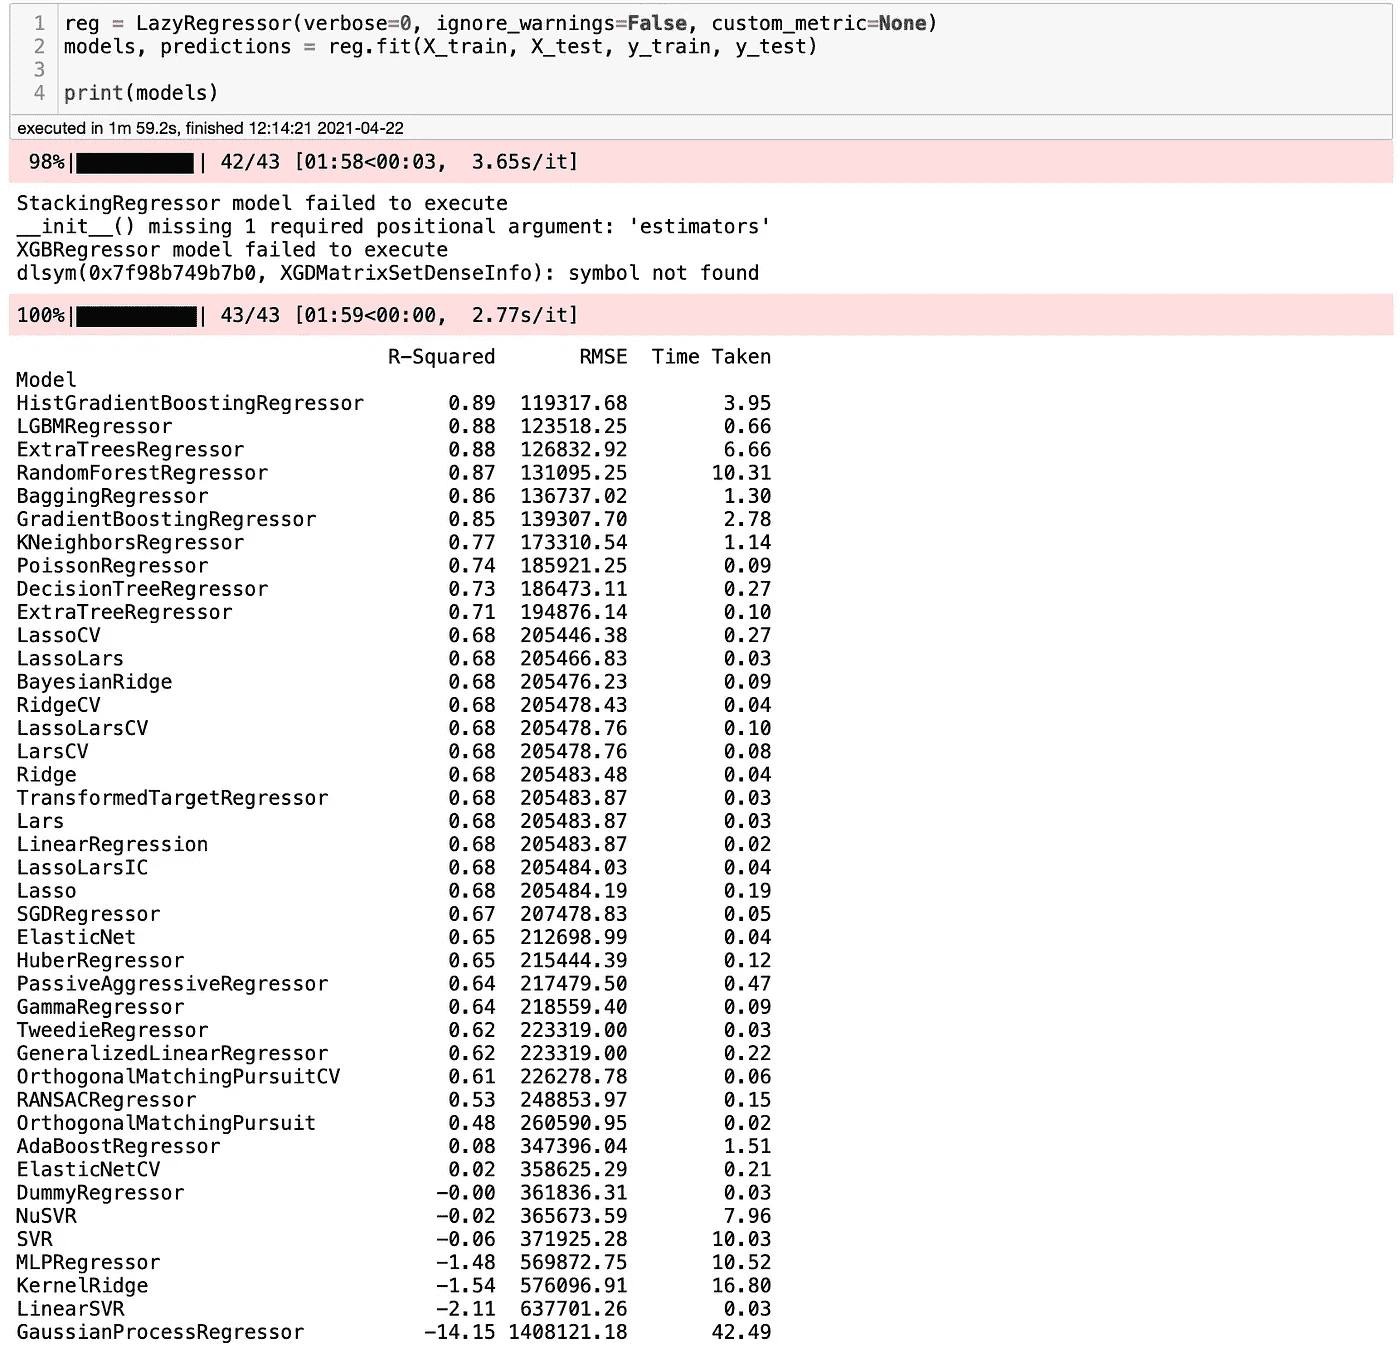 1 reg = LazyRegressor(verbose=0, ignore_warnings=False, custom_metric=None)
2 models, predictions = reg.fit(X_train, X_test, y_train, y_test)
3
4 print(models)
executed in 1m 59.2s, finished 12:14:21 2021-04-22
98%|██████████| 42/43 [01:58<00:03, 3.65s/it]
StackingRegressor model failed to execute
__init__() missing 1 required positional argument: 'estimators'
XGBRegressor model failed to execute
dlsym(0x7f98b749b7b0, XGDMatrixSetDenseInfo): symbol not found
100%|██████████| 43/43 [01:59<00:00, 2.77s/it]
R-Squared RMSE Time Taken
Model
HistGradientBoostingRegressor 0.89 119317.68 3.95
LGBMRegressor 0.88 123518.25 0.66
ExtraTreesRegressor 0.88 126832.92 6.66
RandomForestRegressor 0.87 131095.25 10.31
BaggingRegressor 0.86 136737.02 1.30
GradientBoostingRegressor 0.85 139307.70 2.78
KNeighborsRegressor 0.77 173310.54 1.14
PoissonRegressor 0.74 185921.25 0.09
DecisionTreeRegressor 0.73 186473.11 0.27
ExtraTreeRegressor 0.71 194876.14 0.10
LassoCV 0.68 205446.38 0.27
LassoLars 0.68 205466.83 0.03
BayesianRidge 0.68 205476.23 0.09
RidgeCV 0.68 205478.43 0.04
LassoLarsCV 0.68 205478.76 0.10
LarsCV 0.68 205478.76 0.08
Ridge 0.68 205483.48 0.04
TransformedTargetRegressor 0.68 205483.87 0.03
Lars 0.68 205483.87 0.03
LinearRegression 0.68 205483.87 0.02
LassoLarsIC 0.68 205484.03 0.04
Lasso 0.68 205484.19 0.19
SGDRegressor 0.67 207478.83 0.05
ElasticNet 0.65 212698.99 0.04
HuberRegressor 0.65 215444.39 0.12
PassiveAggressiveRegressor 0.64 217479.50 0.47
GammaRegressor 0.64 218559.40 0.09
TweedieRegressor 0.62 223319.00 0.03
GeneralizedLinearRegressor 0.62 223319.00 0.22
OrthogonalMatchingPursuitCV 0.61 226278.78 0.06
RANSACRegressor 0.53 248853.97 0.15
OrthogonalMatchingPursuit 0.48 260590.95 0.02
AdaBoostRegressor 0.08 347396.04 1.51
ElasticNetCV 0.02 358625.29 0.21
DummyRegressor -0.00 361836.31 0.03
NuSVR -0.02 365673.59 7.96
SVR -0.06 371925.28 10.03
MLPRegressor -1.48 569872.75 10.52
KernelRidge -1.54 576096.91 16.80
LinearSVR -2.11 637701.26 0.03
GaussianProcessRegressor -14.15 1408121.18 42.49